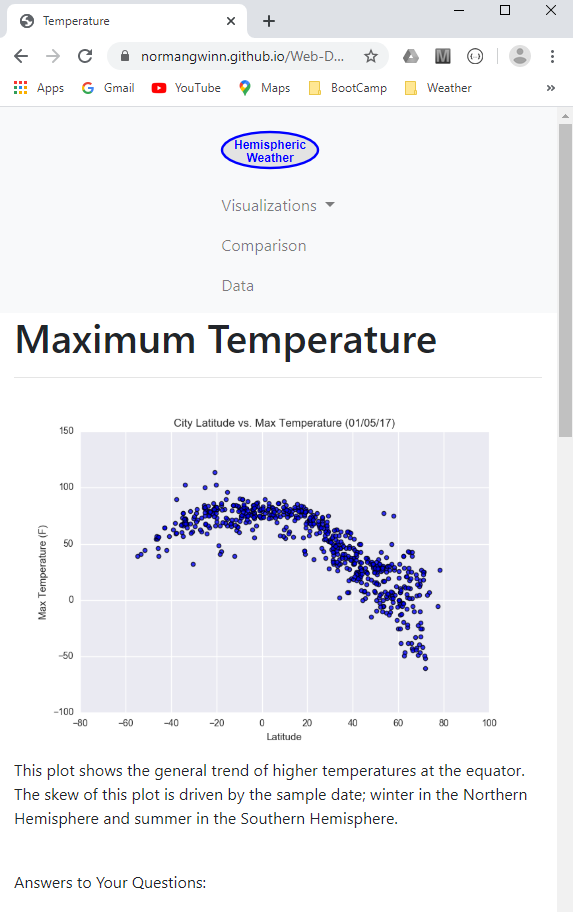 Temperature
normangwinn.github.io/Web-D...
Apps Gmail YouTube Maps BootCamp Weather »
Hemispheric
Weather
Visualizations
Comparison
Data
Maximum Temperature
City Latitude vs. Max Temperature (01/05/17)
150
100
50
0
−50
−100
Max Temperature (F)
−80 −60 −40 −20 0 20 40 60 80 100
Latitude
This plot shows the general trend of higher temperatures at the equator.
The skew of this plot is driven by the sample date; winter in the Northern
Hemisphere and summer in the Southern Hemisphere.
Answers to Your Questions: